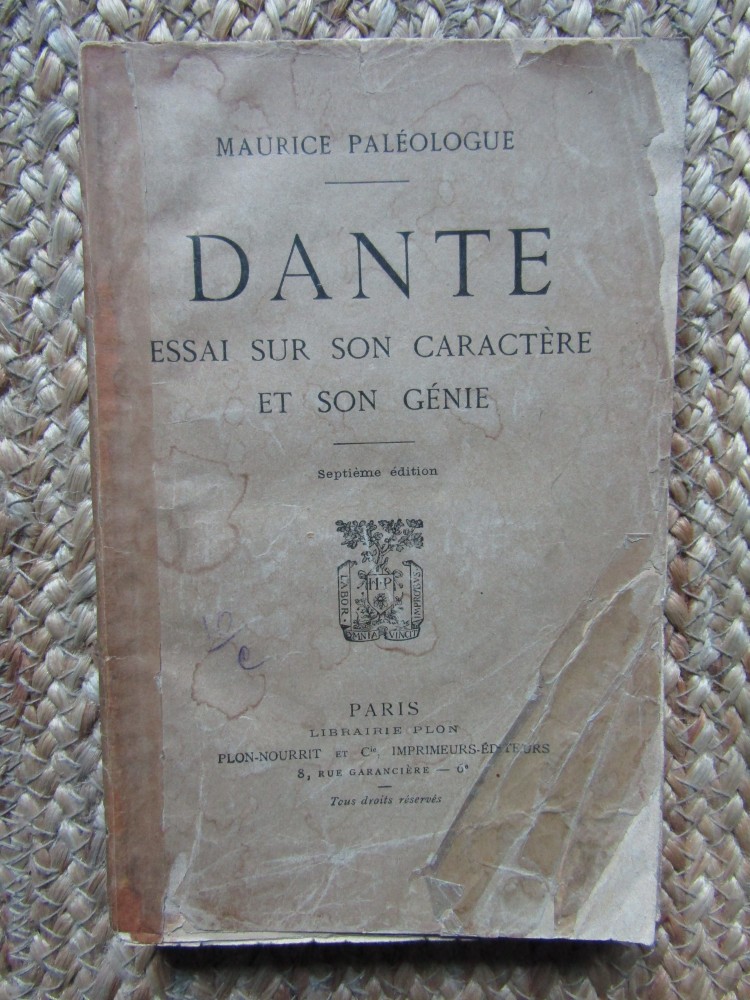 MAURICE PALÉOLOGUE
DANTE
ESSAI SUR SON CARACTÈRE
ET SON GÉNIE
Septième édition
H·P
LABOR · OMNIA VINCIT IMPROBUS
PARIS
LIBRAIRIE PLON
PLON-NOURRIT ET Cie, IMPRIMEURS-ÉDITEURS
8, RUE GARANCIÈRE — 6e
Tous droits réservés